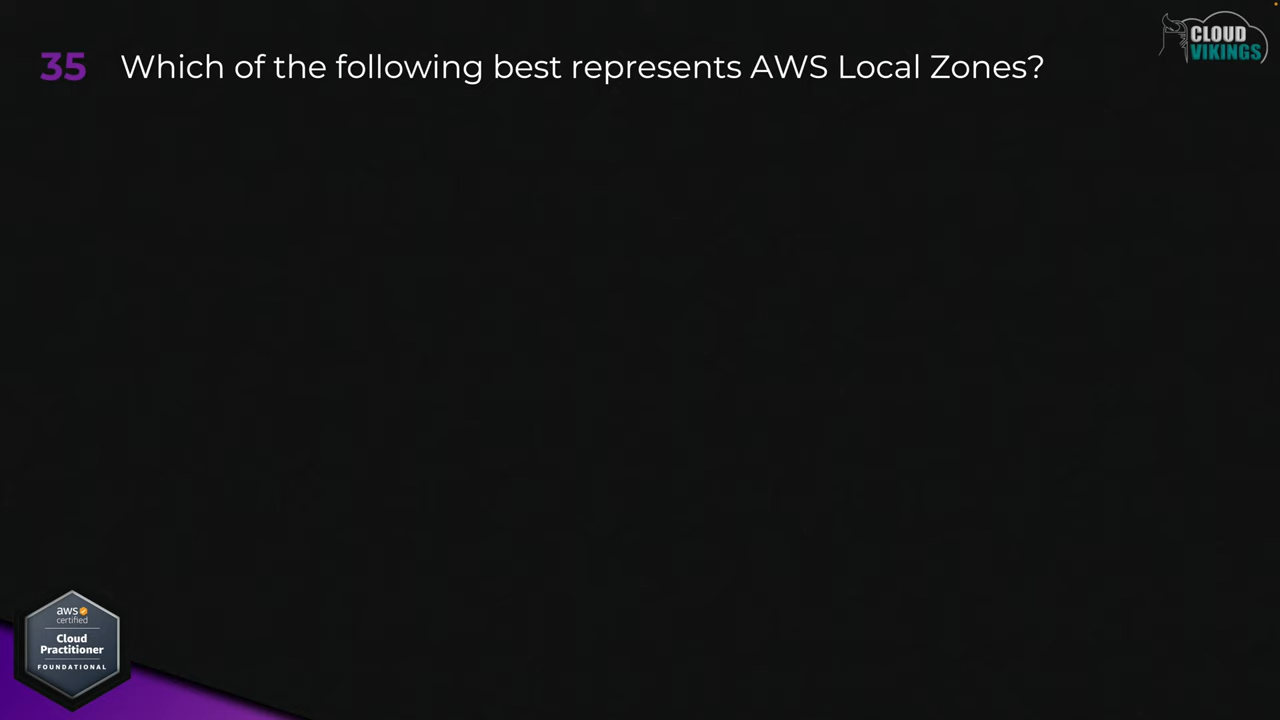 CLOUD
VIKINGS
35 Which of the following best represents AWS Local Zones?
aws
certified
Cloud
Practitioner
FOUNDATIONAL